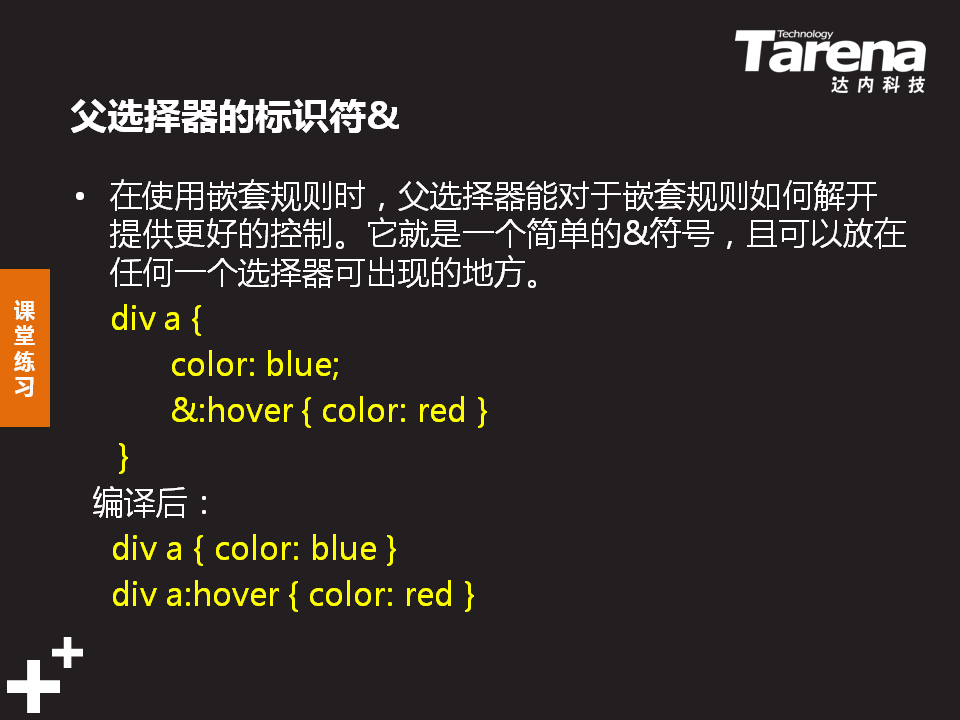 Technology
Tarena
达内科技
父选择器的标识符&
• 在使用嵌套规则时，父选择器能对于嵌套规则如何解开
提供更好的控制。它就是一个简单的&符号，且可以放在
任何一个选择器可出现的地方。
div a {
color: blue;
&:hover { color: red }
}
编译后：
div a { color: blue }
div a:hover { color: red }
课
堂
练
习